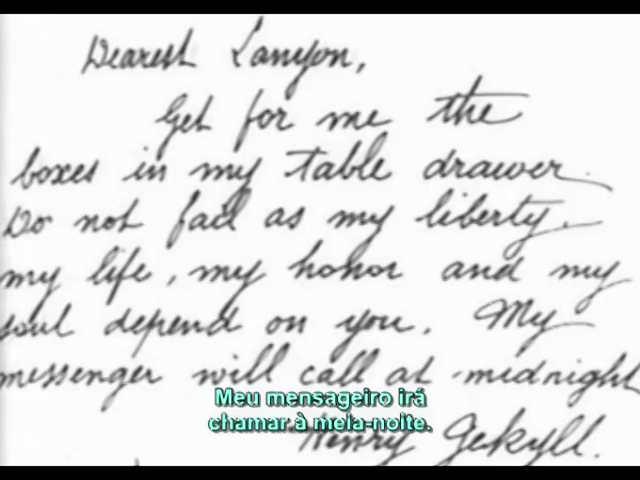 Dearest Lanyon,
Get for me the
boxes in my table drawer.
Do not fail as my liberty,
my life, my honor and my
soul depend on you. My
messenger will call at midnight
Henry Jekyll.
Meu mensageiro irá
chamar à meia-noite.